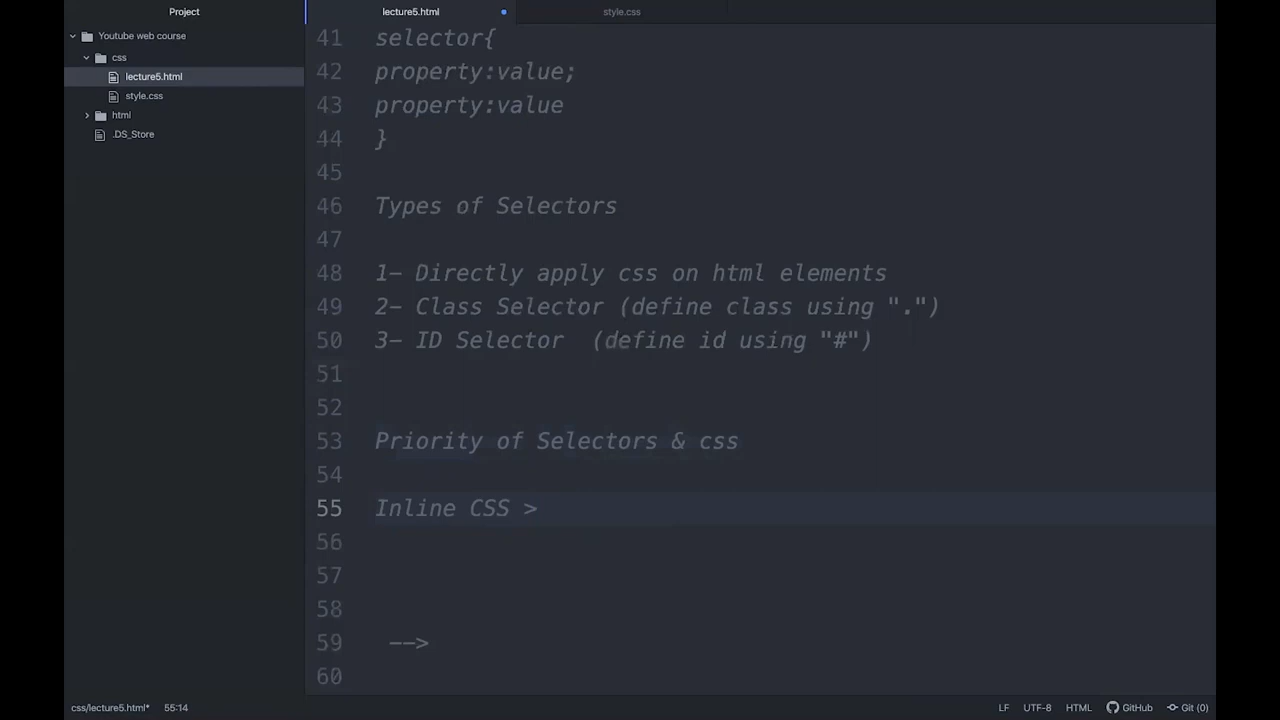 Project
lecture5.html
style.css
Youtube web course
css
lecture5.html
style.css
html
.DS_Store
41 selector{
42 property:value;
43 property:value
44 }
45
46 Types of Selectors
47
48 1- Directly apply css on html elements
49 2- Class Selector (define class using ".")
50 3- ID Selector  (define id using "#")
51
52
53 Priority of Selectors & css
54
55 Inline CSS >
56
57
58
59 -->
60
css/lecture5.html* 55:14 LF UTF-8 HTML GitHub Git (0)